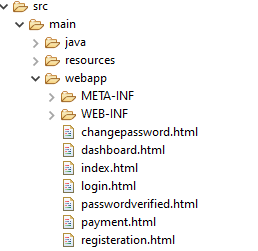 src
main
java
resources
webapp
META-INF
WEB-INF
changepassword.html
dashboard.html
index.html
login.html
passwordverified.html
payment.html
registeration.html